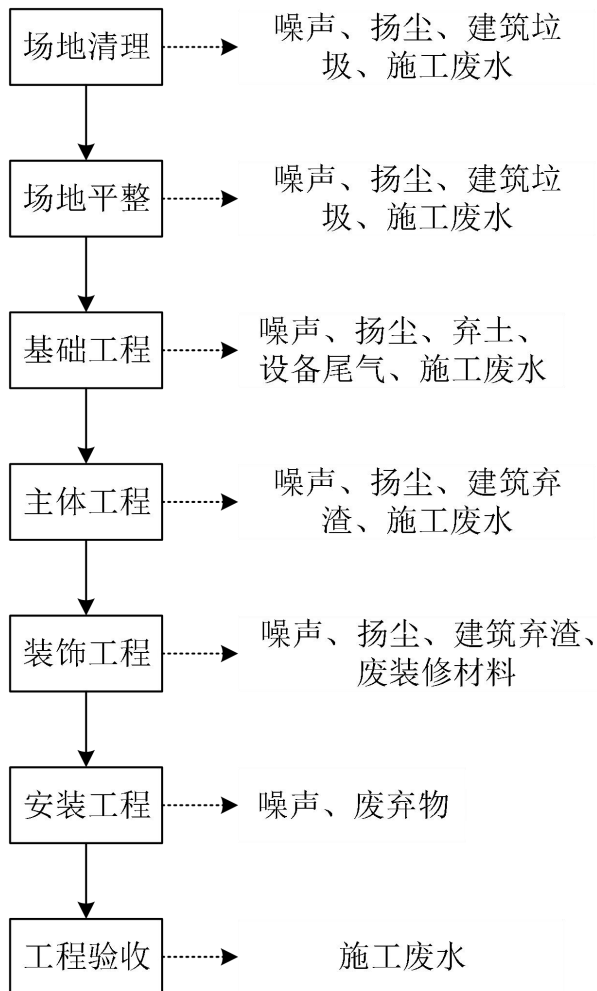 场地清理
噪声、扬尘、建筑垃
圾、施工废水
场地平整
噪声、扬尘、建筑垃
圾、施工废水
基础工程
噪声、扬尘、弃土、
设备尾气、施工废水
主体工程
噪声、扬尘、建筑弃
渣、施工废水
装饰工程
噪声、扬尘、建筑弃渣、
废装修材料
安装工程
噪声、废弃物
工程验收
施工废水